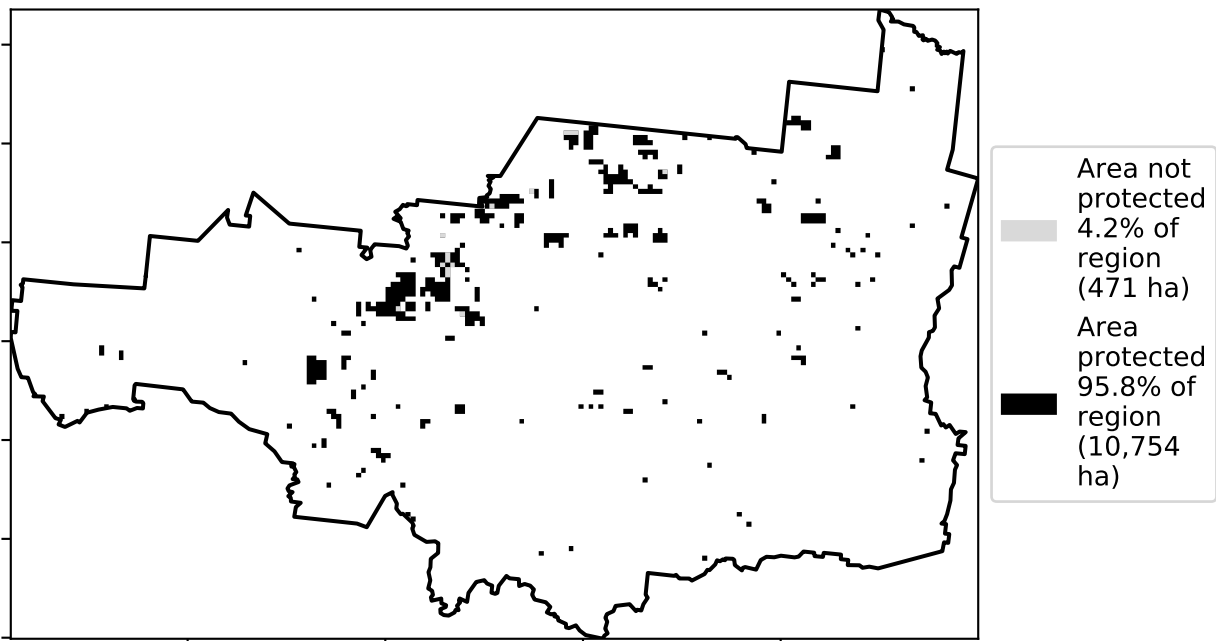 Area not
protected
4.2% of
region
(471 ha)
Area
protected
95.8% of
region
(10,754
ha)